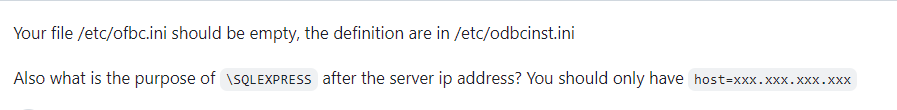 Your file /etc/ofbc.ini should be empty, the definition are in /etc/odbcinst.ini
Also what is the purpose of \SQLEXPRESS after the server ip address? You should only have host=xxx.xxx.xxx.xxx